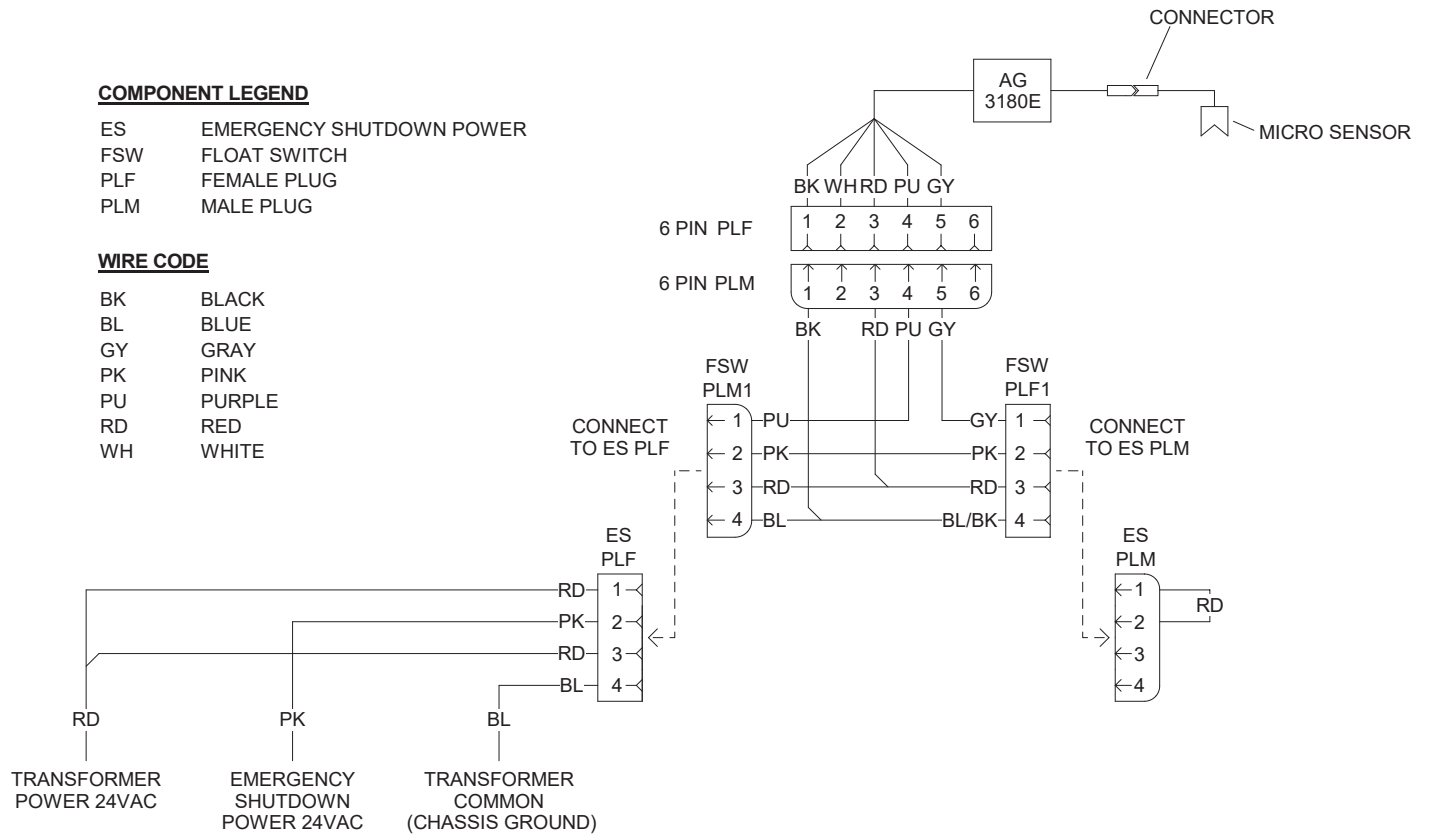 CONNECTOR
AG
3180E
MICRO SENSOR
COMPONENT LEGEND
ES EMERGENCY SHUTDOWN POWER
FSW FLOAT SWITCH
PLF FEMALE PLUG
PLM MALE PLUG
WIRE CODE
BK BLACK
BL BLUE
GY GRAY
PK PINK
PU PURPLE
RD RED
WH WHITE
BK WH RD PU GY
6 PIN PLF
1 2 3 4 5 6
6 PIN PLM
1 2 3 4 5 6
BK RD PU GY
FSW
PLM1
1 PU
2 PK
3 RD
4 BL
CONNECT
TO ES PLF
FSW
PLF1
GY 1
PK 2
RD 3
BL/BK 4
CONNECT
TO ES PLM
ES
PLF
RD 1
PK 2
RD 3
BL 4
ES
PLM
1
2
3
4
RD
RD
TRANSFORMER
POWER 24VAC
PK
EMERGENCY
SHUTDOWN
POWER 24VAC
BL
TRANSFORMER
COMMON
(CHASSIS GROUND)